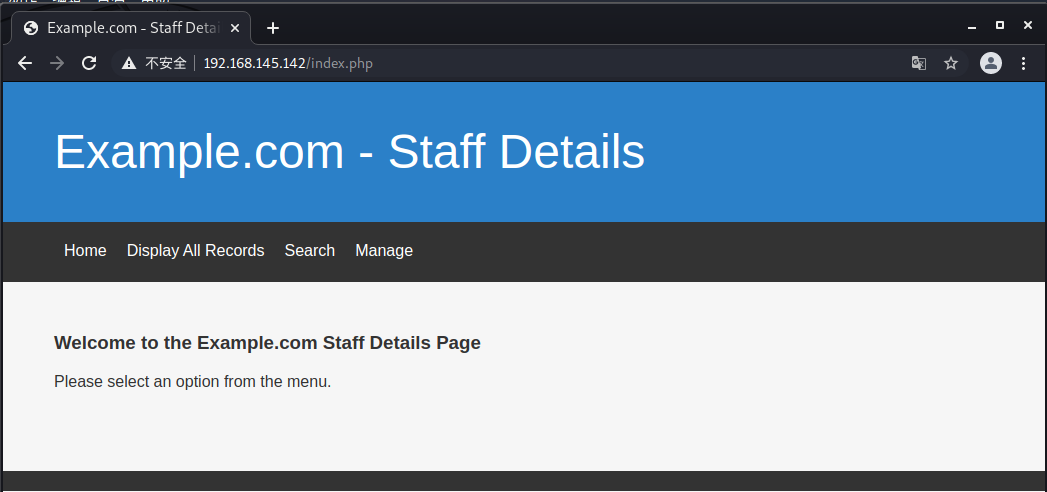 Example.com - Staff Detai
不安全 192.168.145.142/index.php
Example.com - Staff Details
Home Display All Records Search Manage
Welcome to the Example.com Staff Details Page
Please select an option from the menu.